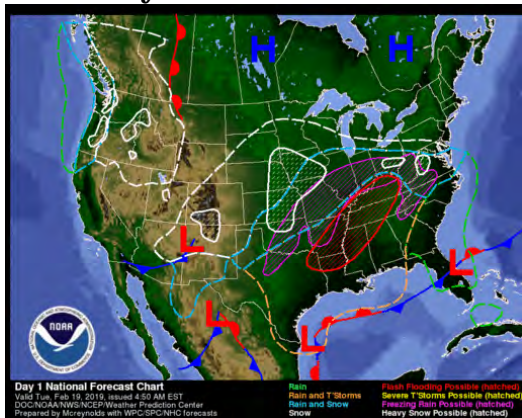 H
H
L
L
L
L
NOAA
Day 1 National Forecast Chart
Valid Tue, Feb 19, 2019, issued 4:50 AM EST
DOC/NOAA/NWS/NCEP/Weather Prediction Center
Prepared by Mcreynolds with WPC/SPC/NHC forecasts
Rain
Rain and T'Storms
Rain and Snow
Snow
Flash Flooding Possible (hatched)
Severe T'Storms Possible (hatched)
Freezing Rain Possible (hatched)
Heavy Snow Possible (hatched)